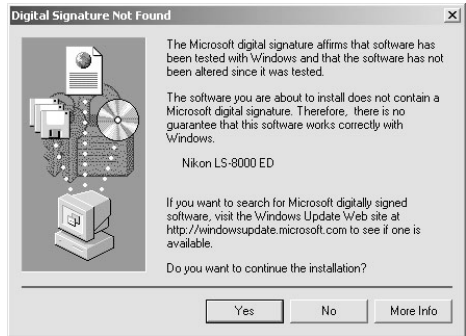 Digital Signature Not Found
The Microsoft digital signature affirms that software has
been tested with Windows and that the software has not
been altered since it was tested.
The software you are about to install does not contain a
Microsoft digital signature. Therefore, there is no
guarantee that this software works correctly with
Windows.
Nikon LS-8000 ED
If you want to search for Microsoft digitally signed
software, visit the Windows Update Web site at
http://windowsupdate.microsoft.com to see if one is
available.
Do you want to continue the installation?
Yes No More Info